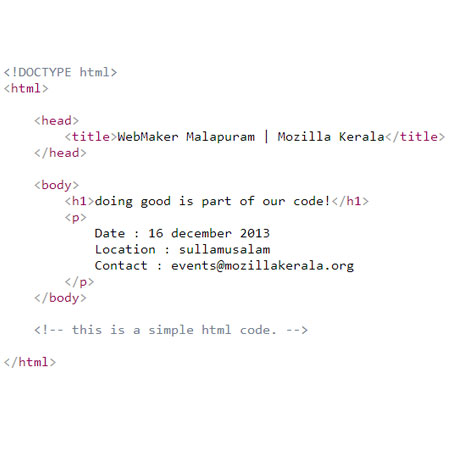 <!DOCTYPE html>
<html>
<head>
<title>WebMaker Malapuram | Mozilla Kerala</title>
</head>
<body>
<h1>doing good is part of our code!</h1>
<p>
Date : 16 december 2013
Location : sullamusalam
Contact : events@mozillakerala.org
</p>
</body>
<!-- this is a simple html code. -->
</html>